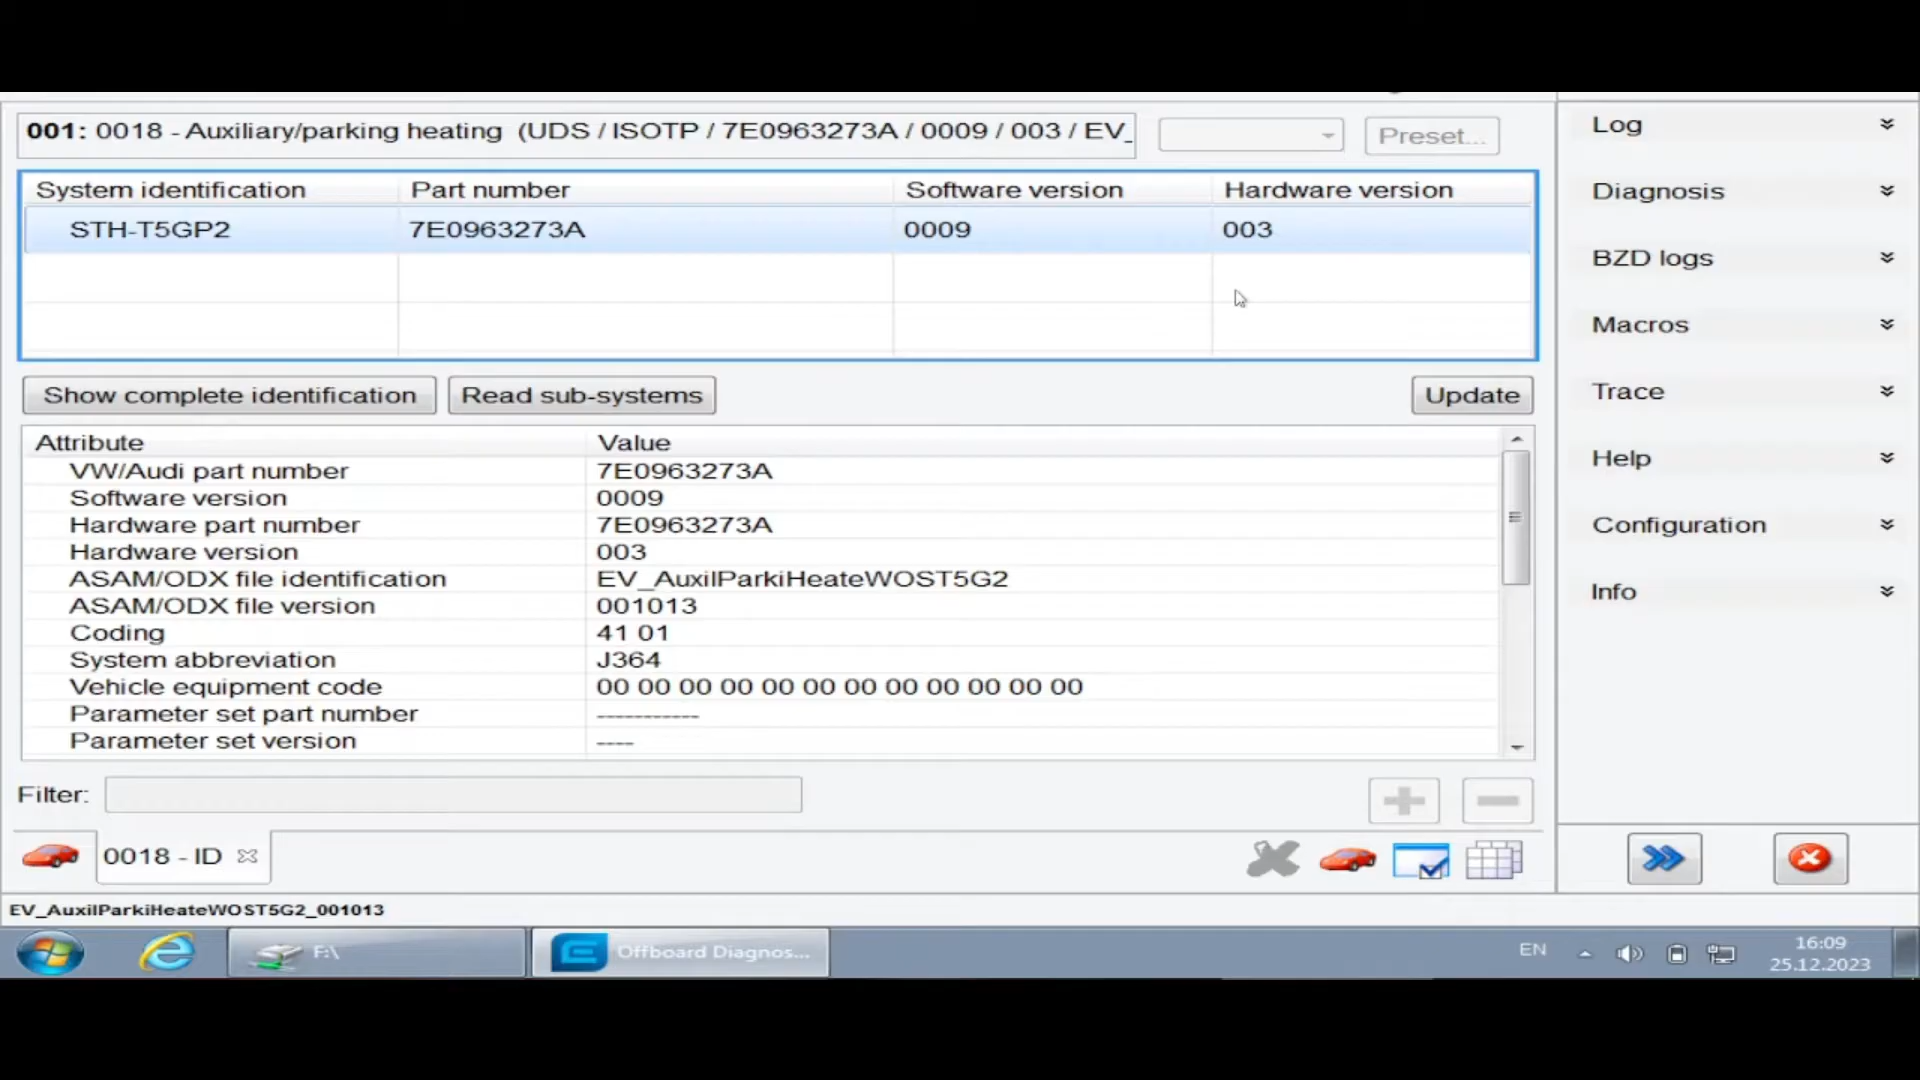 001: 0018 - Auxiliary/parking heating (UDS / ISOTP / 7E0963273A / 0009 / 003 / EV_
Preset...
System identification Part number Software version Hardware version
STH-T5GP2 7E0963273A 0009 003
Show complete identification Read sub-systems Update
Attribute Value
VW/Audi part number 7E0963273A
Software version 0009
Hardware part number 7E0963273A
Hardware version 003
ASAM/ODX file identification EV_AuxilParkiHeateWOST5G2
ASAM/ODX file version 001013
Coding 41 01
System abbreviation J364
Vehicle equipment code 00 00 00 00 00 00 00 00 00 00 00 00
Parameter set part number -----------
Parameter set version ----
Filter:
0018 - ID
EV_AuxilParkiHeateWOST5G2_001013
Log
Diagnosis
BZD logs
Macros
Trace
Help
Configuration
Info
F:\
Offboard Diagnos...
EN
16:09
25.12.2023